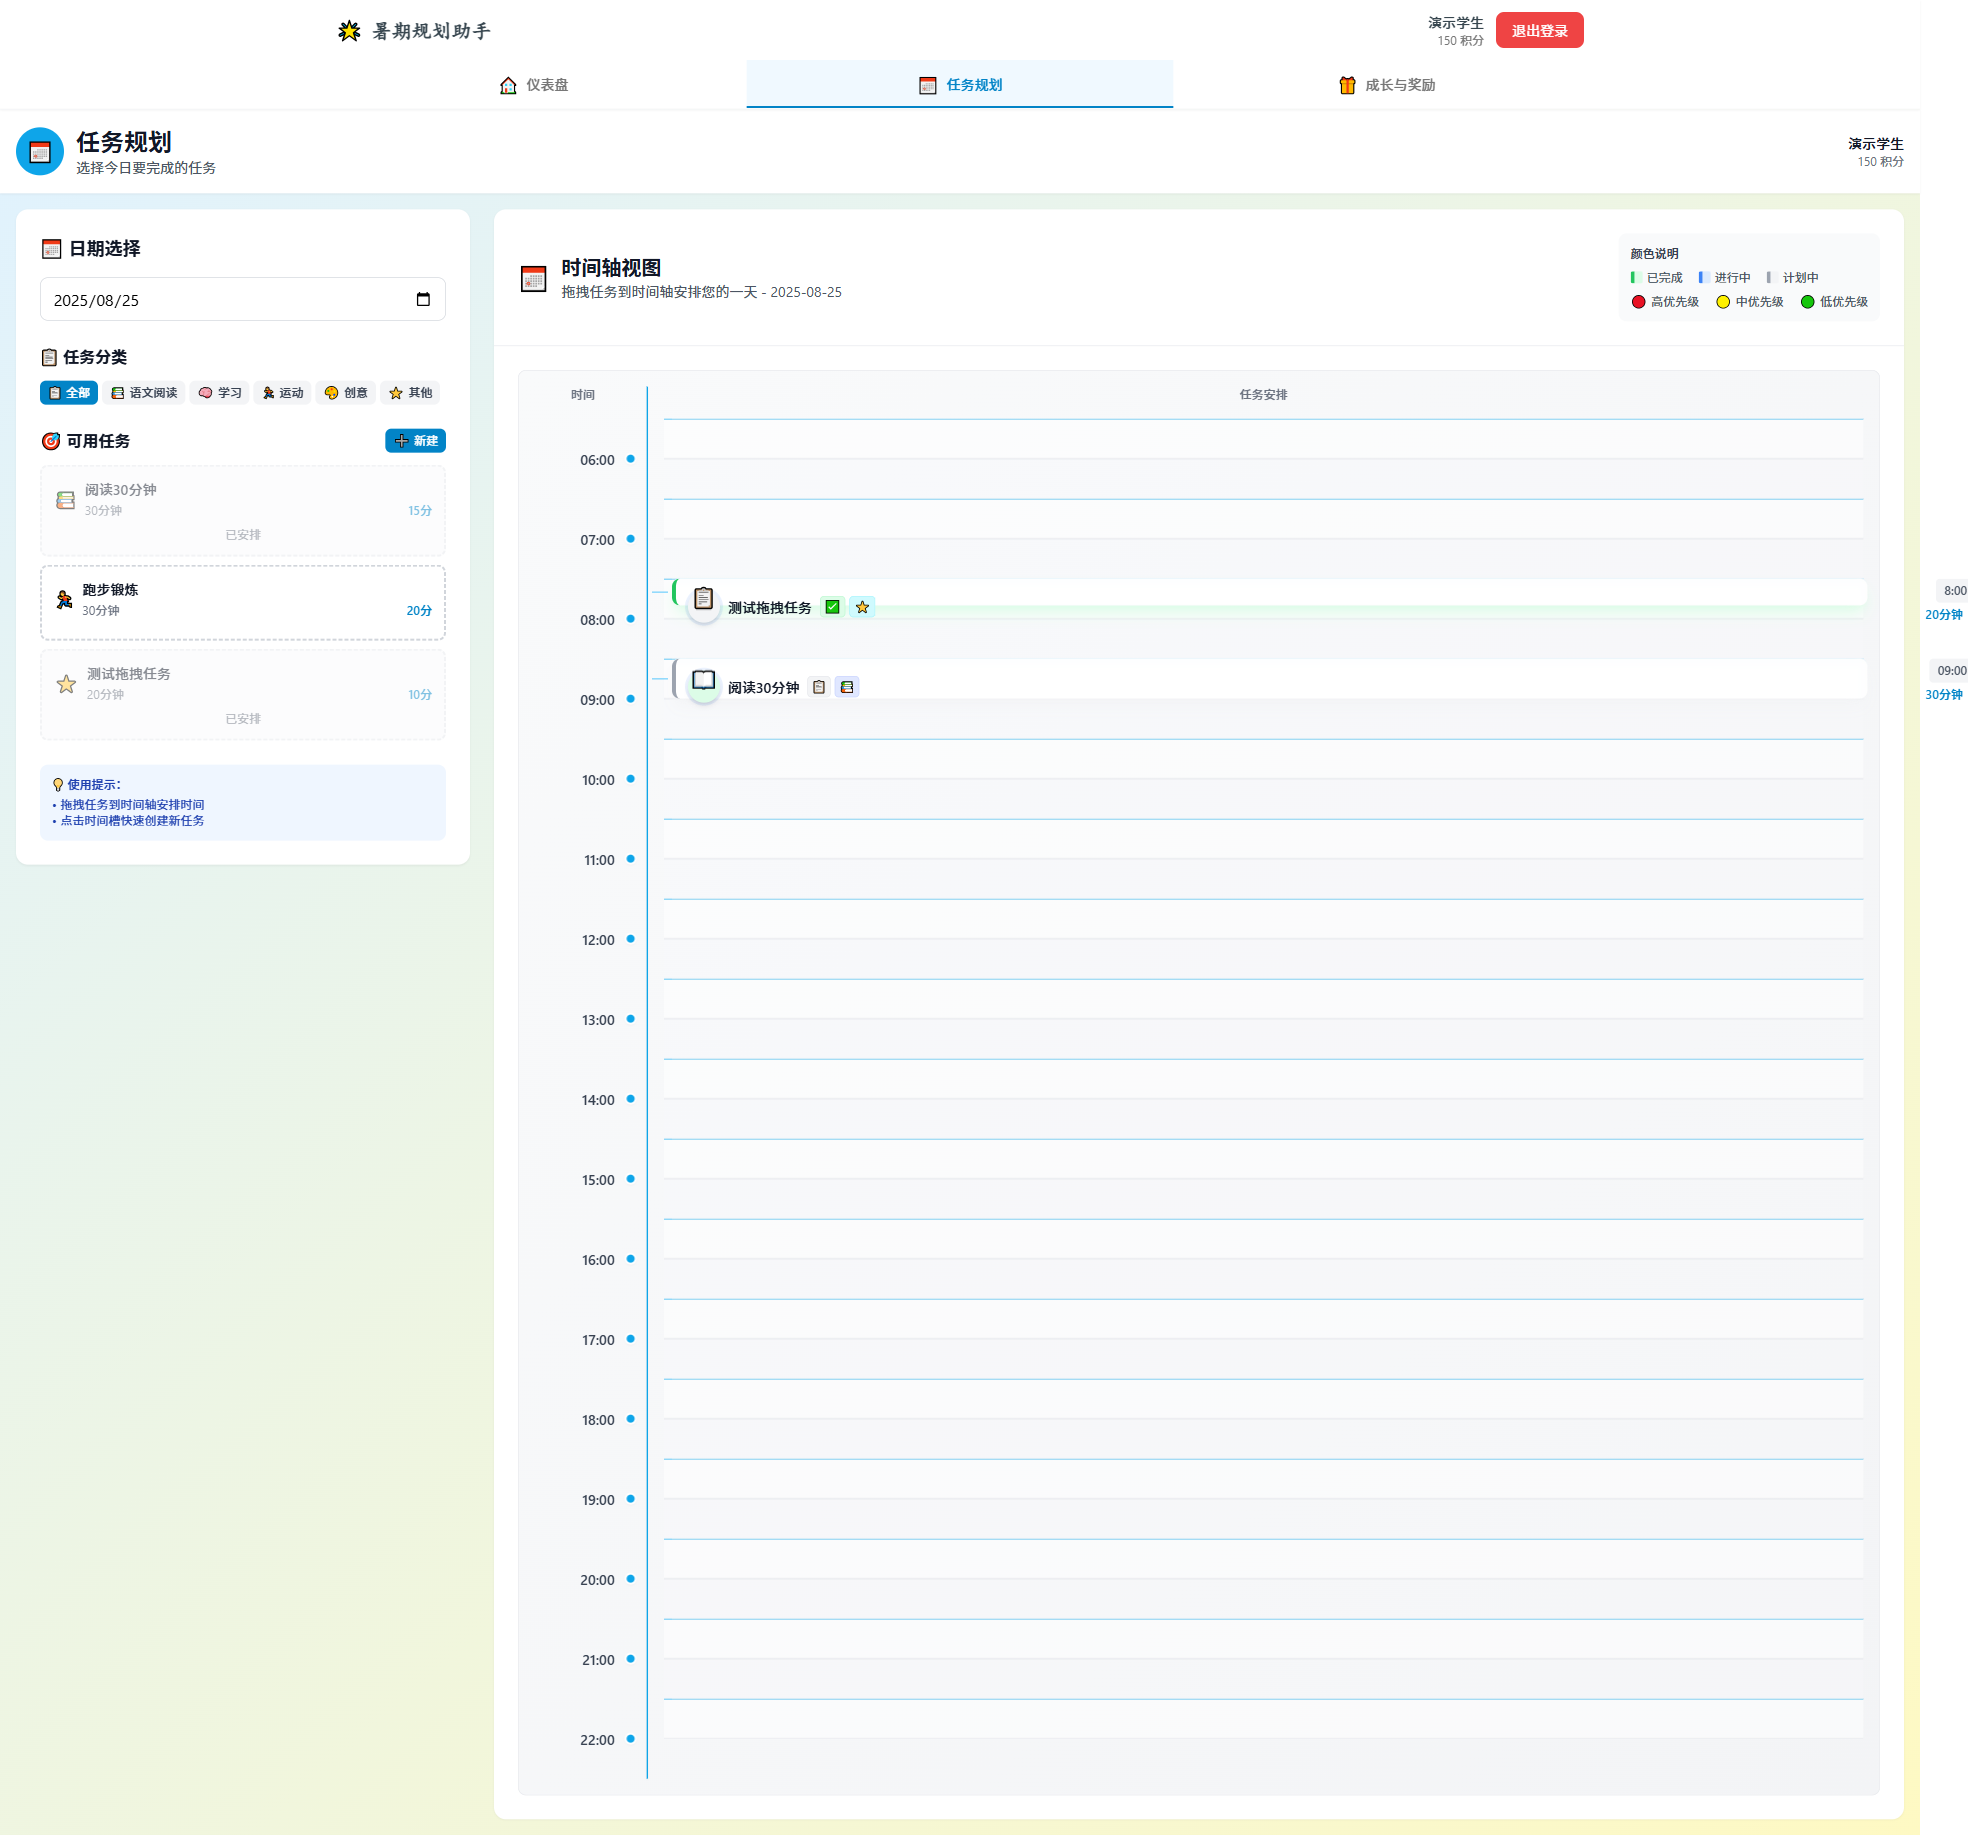 暑期规划助手
演示学生
150 积分
退出登录
仪表盘
任务规划
成长与奖励
任务规划
选择今日要完成的任务
演示学生
150 积分
日期选择
2025/08/25
任务分类
全部
语文阅读
学习
运动
创意
其他
可用任务
新建
阅读30分钟
30分钟
15分
已安排
跑步锻炼
30分钟
20分
测试拖拽任务
20分钟
10分
已安排
使用提示：
• 拖拽任务到时间轴安排时间
• 点击时间槽快速创建新任务
时间轴视图
拖拽任务到时间轴安排您的一天 - 2025-08-25
颜色说明
已完成
进行中
计划中
高优先级
中优先级
低优先级
时间
任务安排
06:00
07:00
测试拖拽任务
8:00
20分钟
08:00
阅读30分钟
09:00
30分钟
09:00
10:00
11:00
12:00
13:00
14:00
15:00
16:00
17:00
18:00
19:00
20:00
21:00
22:00